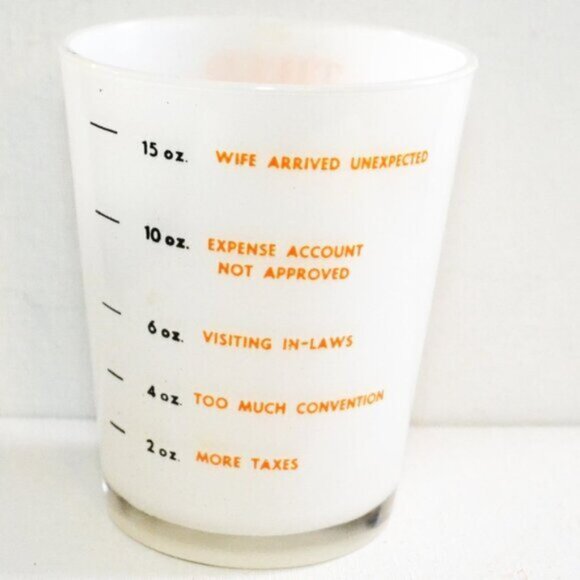 15 oz. WIFE ARRIVED UNEXPECTED
10 oz. EXPENSE ACCOUNT
NOT APPROVED
6 oz. VISITING IN-LAWS
4 oz. TOO MUCH CONVENTION
2 oz. MORE TAXES